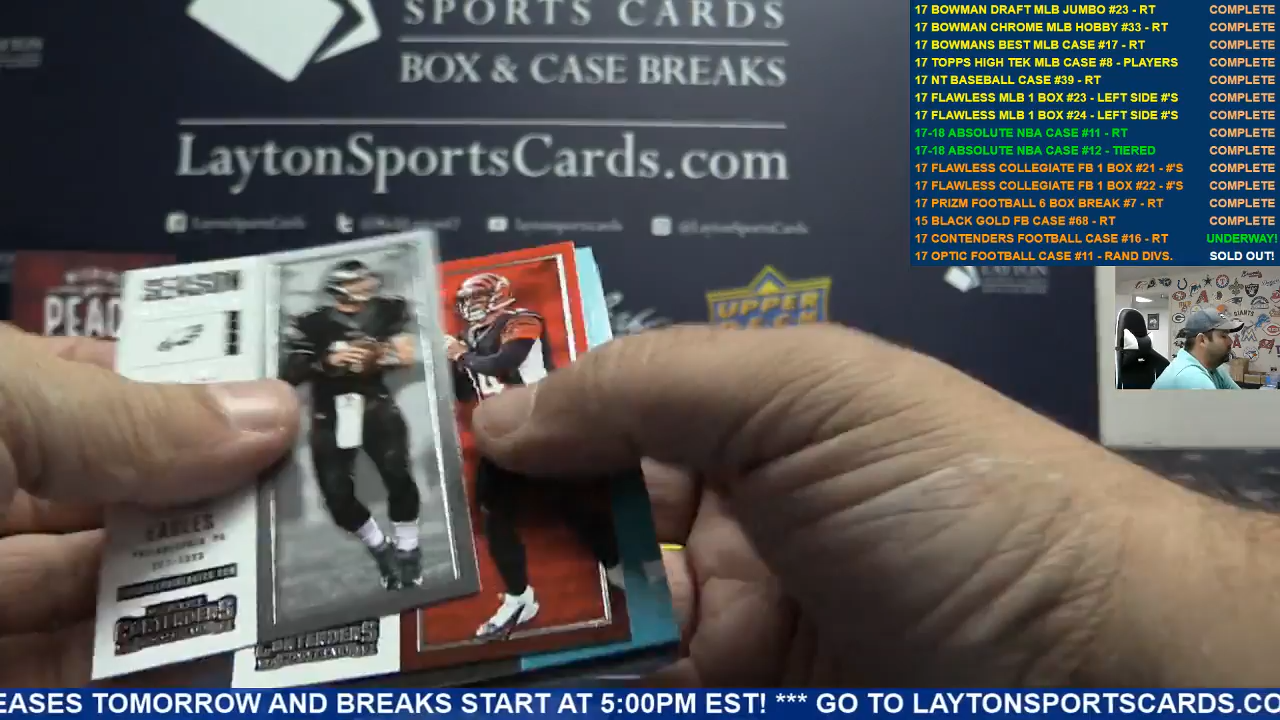 SPORTS CARDS
BOX & CASE BREAKS
LaytonSportsCards.com
17 BOWMAN DRAFT MLB JUMBO #23 - RT COMPLETE
17 BOWMAN CHROME MLB HOBBY #33 - RT COMPLETE
17 BOWMANS BEST MLB CASE #17 - RT COMPLETE
17 TOPPS HIGH TEK MLB CASE #8 - PLAYERS COMPLETE
17 NT BASEBALL CASE #39 - RT COMPLETE
17 FLAWLESS MLB 1 BOX #23 - LEFT SIDE #'S COMPLETE
17 FLAWLESS MLB 1 BOX #24 - LEFT SIDE #'S COMPLETE
17-18 ABSOLUTE NBA CASE #11 - RT COMPLETE
17-18 ABSOLUTE NBA CASE #12 - TIERED COMPLETE
17 FLAWLESS COLLEGIATE FB 1 BOX #21 - #'S COMPLETE
17 FLAWLESS COLLEGIATE FB 1 BOX #22 - #'S COMPLETE
17 PRIZM FOOTBALL 6 BOX BREAK #7 - RT COMPLETE
15 BLACK GOLD FB CASE #68 - RT COMPLETE
17 CONTENDERS FOOTBALL CASE #16 - RT UNDERWAY!
17 OPTIC FOOTBALL CASE #11 - RAND DIVS. SOLD OUT!
SEASON
UPPER
EAGLES
CONTENDERS
CONTENDERS
EASES TOMORROW AND BREAKS START AT 5:00PM EST! *** GO TO LAYTONSPORTSCARDS.CO